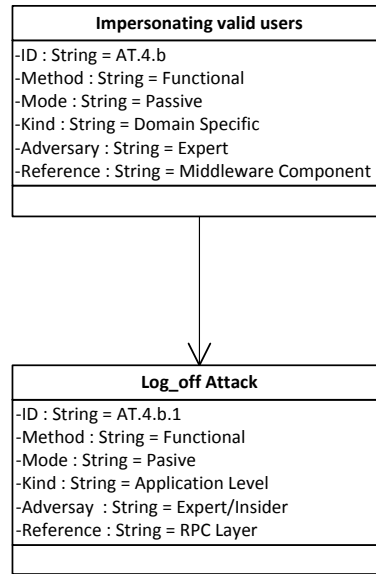 Impersonating valid users
-ID : String = AT.4.b
-Method : String = Functional
-Mode : String = Passive
-Kind : String = Domain Specific
-Adversary : String = Expert
-Reference : String = Middleware Component
Log_off Attack
-ID : String = AT.4.b.1
-Method : String = Functional
-Mode : String = Pasive
-Kind : String = Application Level
-Adversay : String = Expert/Insider
-Reference : String = RPC Layer